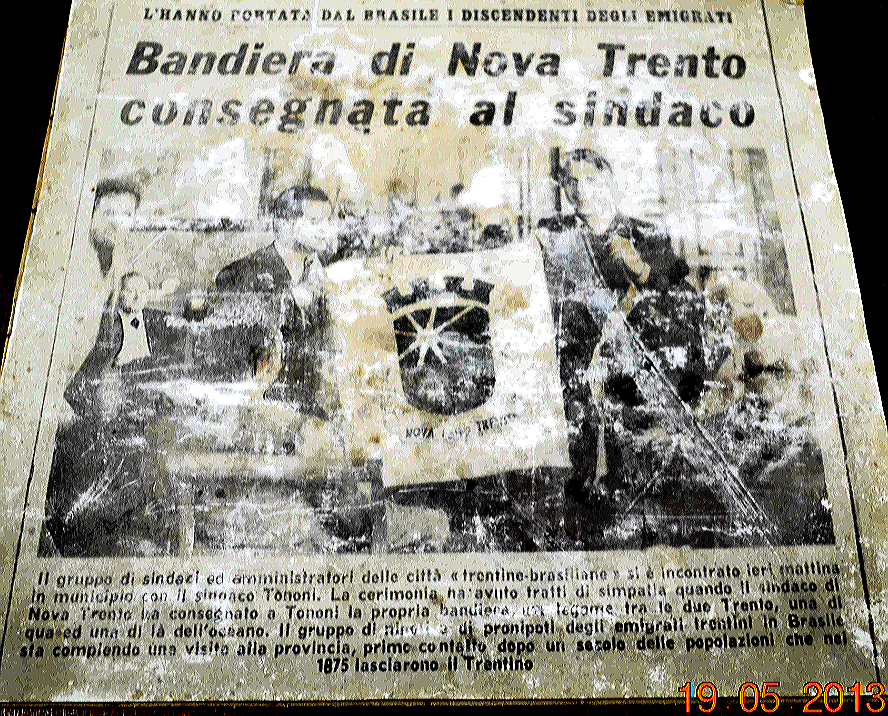 L'HANNO PORTATA DAL BRASILE I DISCENDENTI DEGLI EMIGRATI
Bandiera di Nova Trento
consegnata al sindaco
NOVA TRENTO
Il gruppo di sindaci ed amministratori delle città «trentine-brasiliane» si è incontrato ieri mattina
in municipio con il sindaco Tononi. La cerimonia ha avuto tratti di simpatia quando il sindaco di
Nova Trento ha consegnato a Tononi la propria bandiera, un legame tra le due Trento, una di
qua ed una di là dell'oceano. Il gruppo di nipoti e di pronipoti degli emigrati trentini in Brasile
sta compiendo una visita alla provincia, primo contatto dopo un secolo delle popolazioni che nel
1875 lasciarono il Trentino
19.05.2013